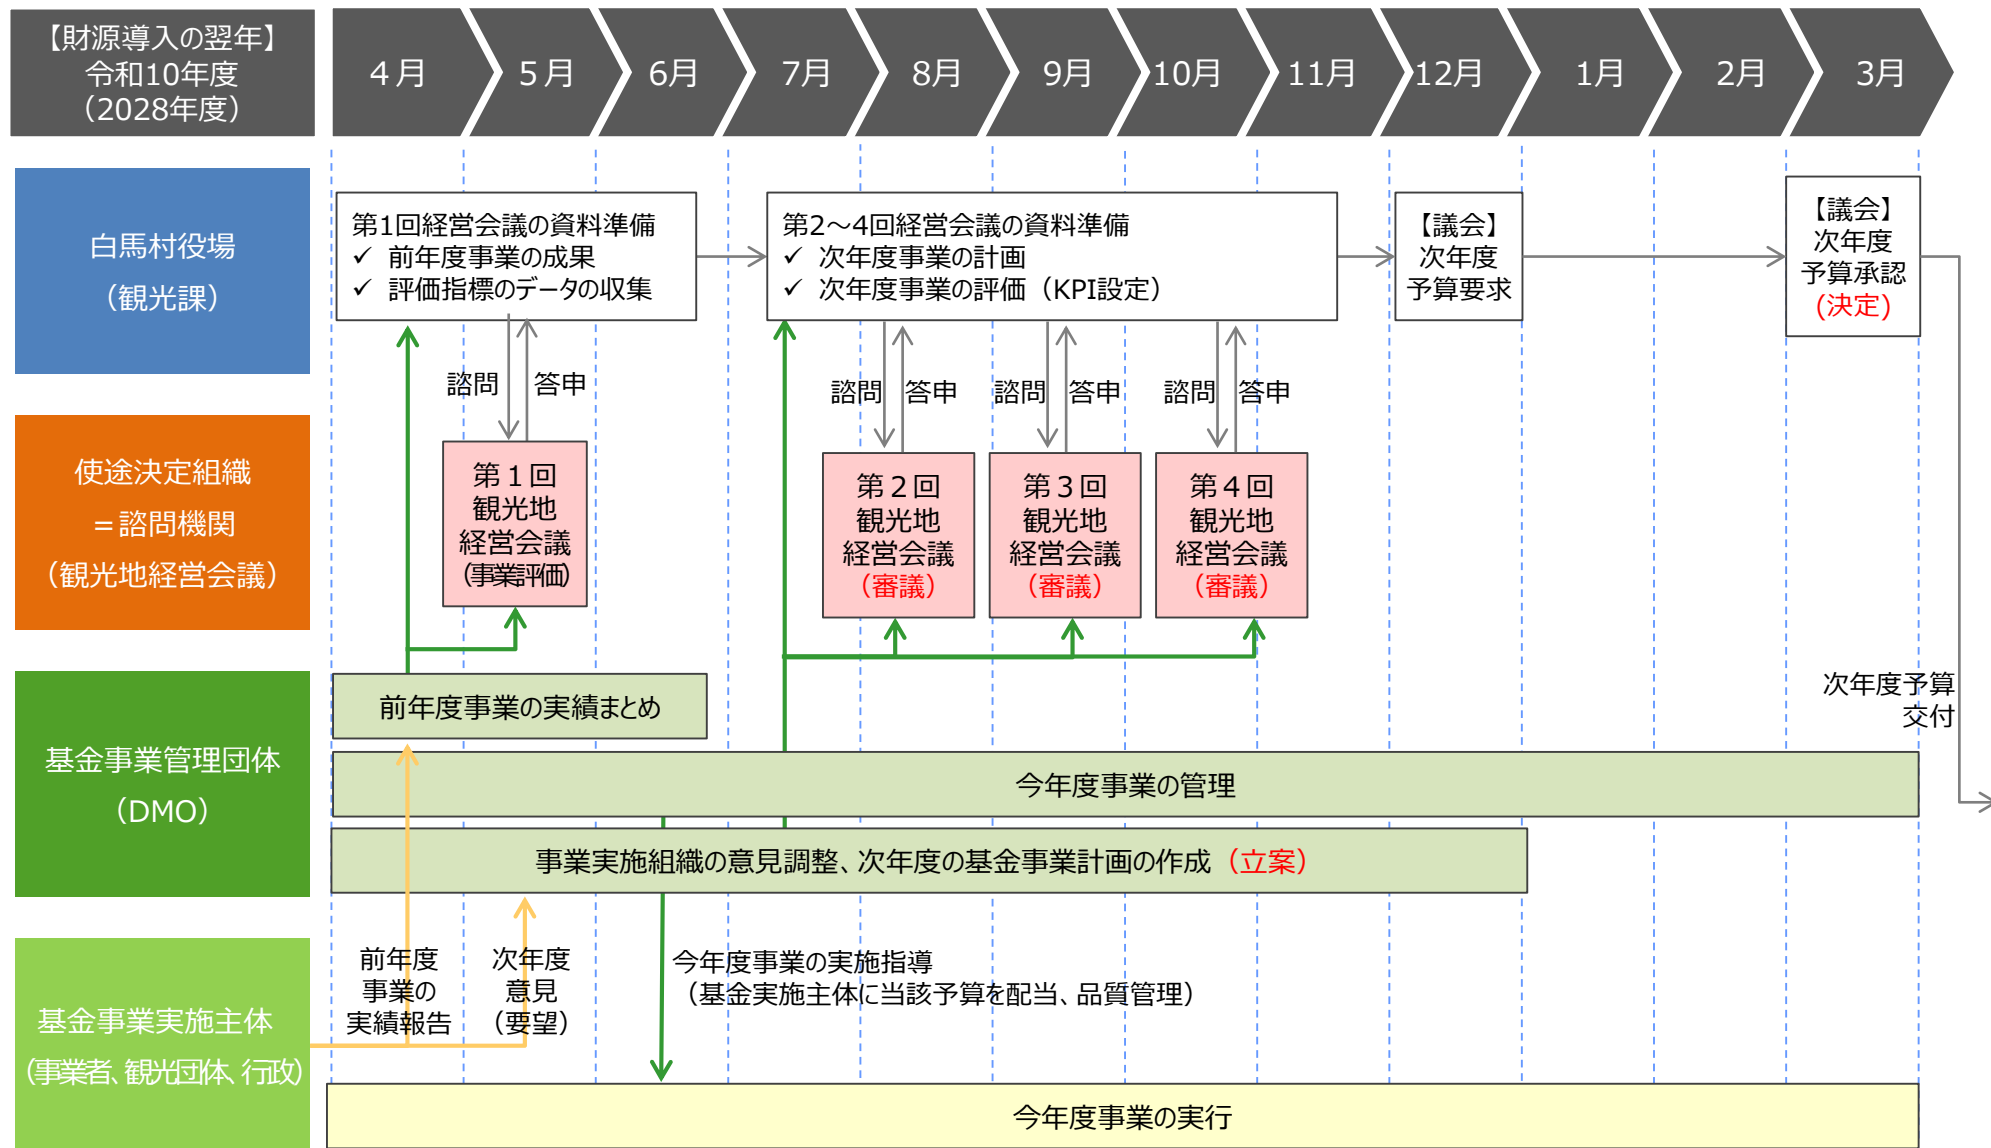 【財源導入の翌年】
令和10年度
（2028年度）
４月
５月
6月
7月
8月
9月
10月
11月
12月
1月
2月
3月
白馬村役場
（観光課）
第1回経営会議の資料準備
✓ 前年度事業の成果
✓ 評価指標のデータの収集
第2～4回経営会議の資料準備
✓ 次年度事業の計画
✓ 次年度事業の評価（KPI設定）
【議会】
次年度
予算要求
【議会】
次年度
予算承認
(決定)
諮問
答申
諮問
答申
諮問
答申
諮問
答申
使途決定組織
＝諮問機関
（観光地経営会議）
第１回
観光地
経営会議
（事業評価）
第２回
観光地
経営会議
（審議）
第３回
観光地
経営会議
（審議）
第４回
観光地
経営会議
（審議）
基金事業管理団体
（DMO）
前年度事業の実績まとめ
次年度予算
交付
今年度事業の管理
事業実施組織の意見調整、次年度の基金事業計画の作成（立案）
基金事業実施主体
（事業者、観光団体、行政）
前年度
事業の
実績報告
次年度
意見
（要望）
今年度事業の実施指導
（基金実施主体に当該予算を配当、品質管理）
今年度事業の実行